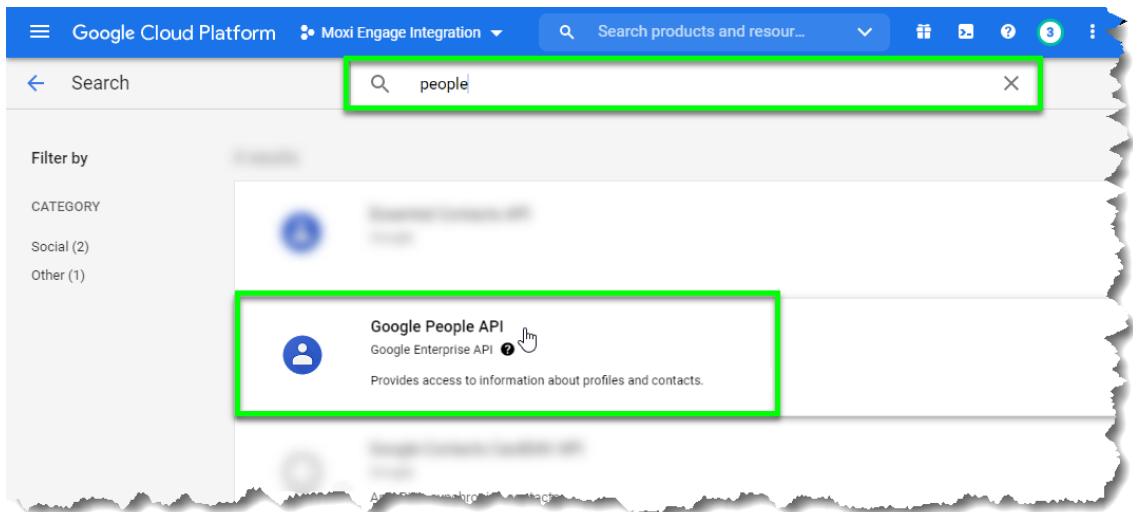 Google Cloud Platform
Moxi Engage Integration
Search products and resour...
3
Search
people
Filter by
CATEGORY
Social (2)
Other (1)
Google People API
Google Enterprise API
Provides access to information about profiles and contacts.